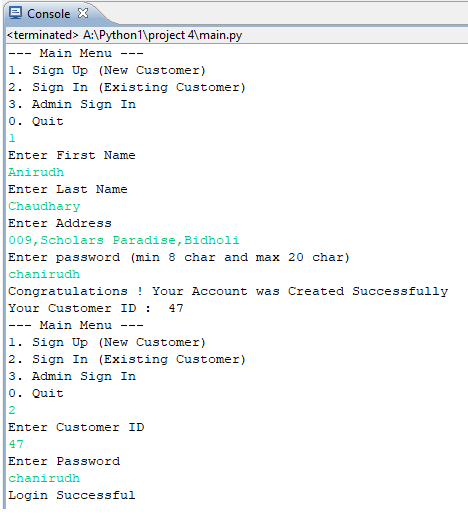 Console
<terminated> A:\Python1\project 4\main.py
--- Main Menu ---
1. Sign Up (New Customer)
2. Sign In (Existing Customer)
3. Admin Sign In
0. Quit
1
Enter First Name
Anirudh
Enter Last Name
Chaudhary
Enter Address
009,Scholars Paradise,Bidholi
Enter password (min 8 char and max 20 char)
chanirudh
Congratulations ! Your Account was Created Successfully
Your Customer ID :  47
--- Main Menu ---
1. Sign Up (New Customer)
2. Sign In (Existing Customer)
3. Admin Sign In
0. Quit
2
Enter Customer ID
47
Enter Password
chanirudh
Login Successful